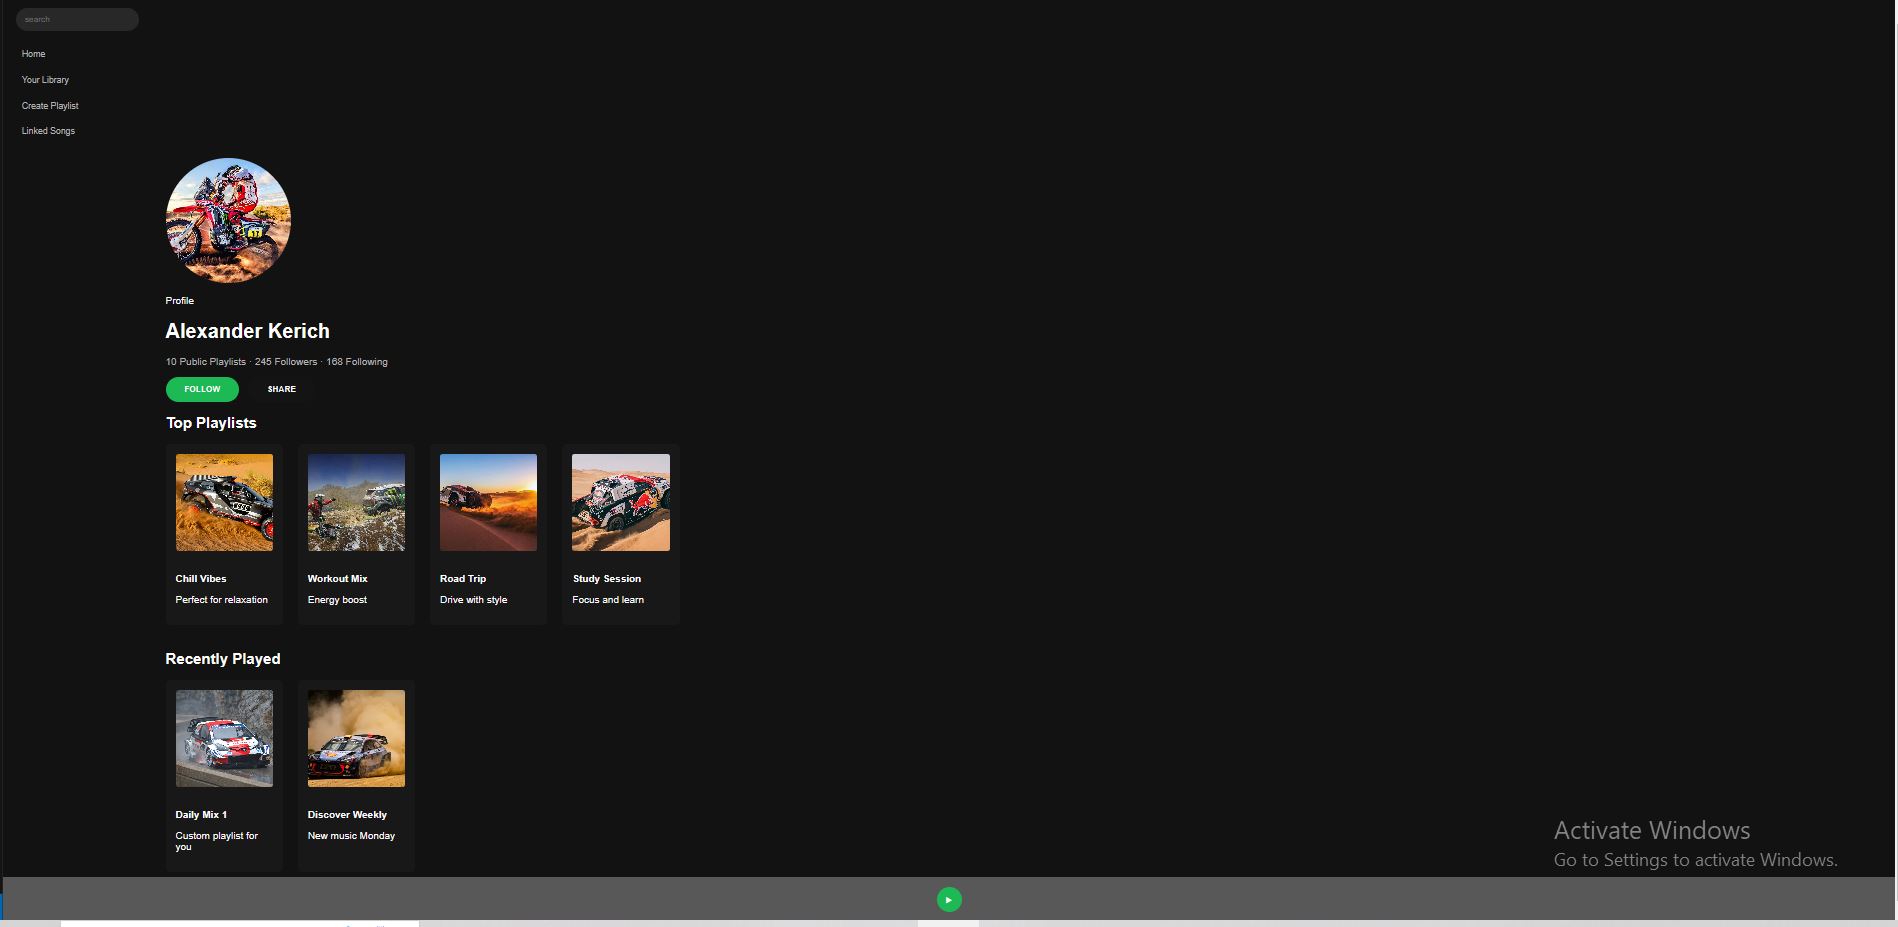 search
Home
Your Library
Create Playlist
Linked Songs
Profile
Alexander Kerich
10 Public Playlists · 245 Followers · 168 Following
FOLLOW
SHARE
Top Playlists
Chill Vibes
Perfect for relaxation
Workout Mix
Energy boost
Road Trip
Drive with style
Study Session
Focus and learn
Recently Played
Daily Mix 1
Custom playlist for
you
Discover Weekly
New music Monday
Activate Windows
Go to Settings to activate Windows.